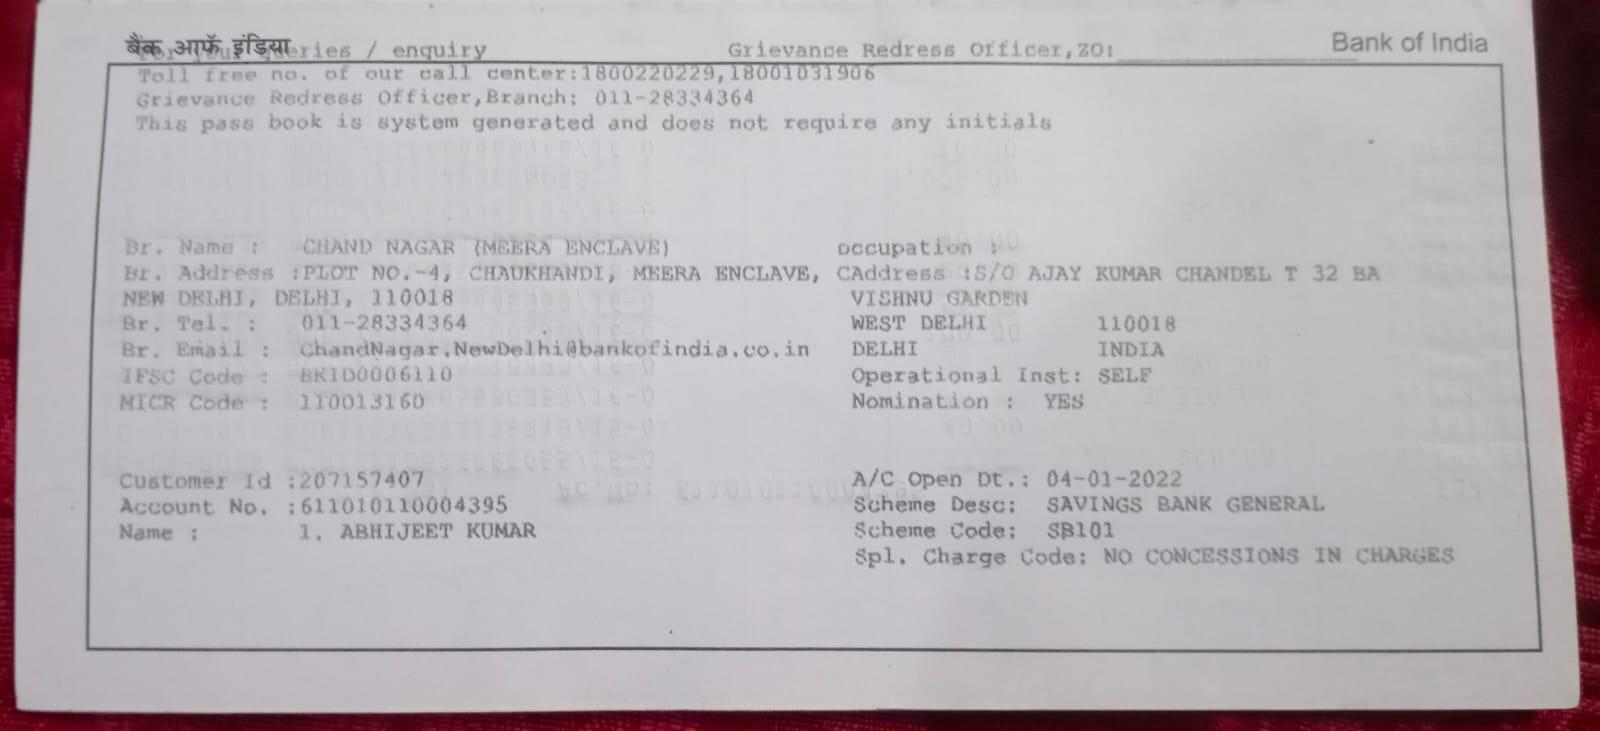 बैंक ऑफ़ इंडिया
eries / enquiry Grievance Redress Officer,ZO:
Bank of India
Toll free no. of our call center:1800220229,18001031906
Grievance Redress Officer,Branch: 011-28334364
This pass book is system generated and does not require any initials
Br. Name : CHAND NAGAR (MEERA ENCLAVE) occupation :
Br. Address :PLOT NO.-4, CHAUKHANDI, MEERA ENCLAVE, CAddress :S/O AJAY KUMAR CHANDEL T 32 BA
NEW DELHI, DELHI, 110018 VISHNU GARDEN
Br. Tel. : 011-28334364 WEST DELHI 110018
Br. Email : ChandNagar.NewDelhi@bankofindia.co.in DELHI INDIA
IFSC Code : BKID0006110 Operational Inst: SELF
MICR Code : 110013160 Nomination : YES
Customer Id :207157407 A/C Open Dt.: 04-01-2022
Account No. :611010110004395 Scheme Desc: SAVINGS BANK GENERAL
Name : 1. ABHIJEET KUMAR Scheme Code: SB101
Spl. Charge Code: NO CONCESSIONS IN CHARGES